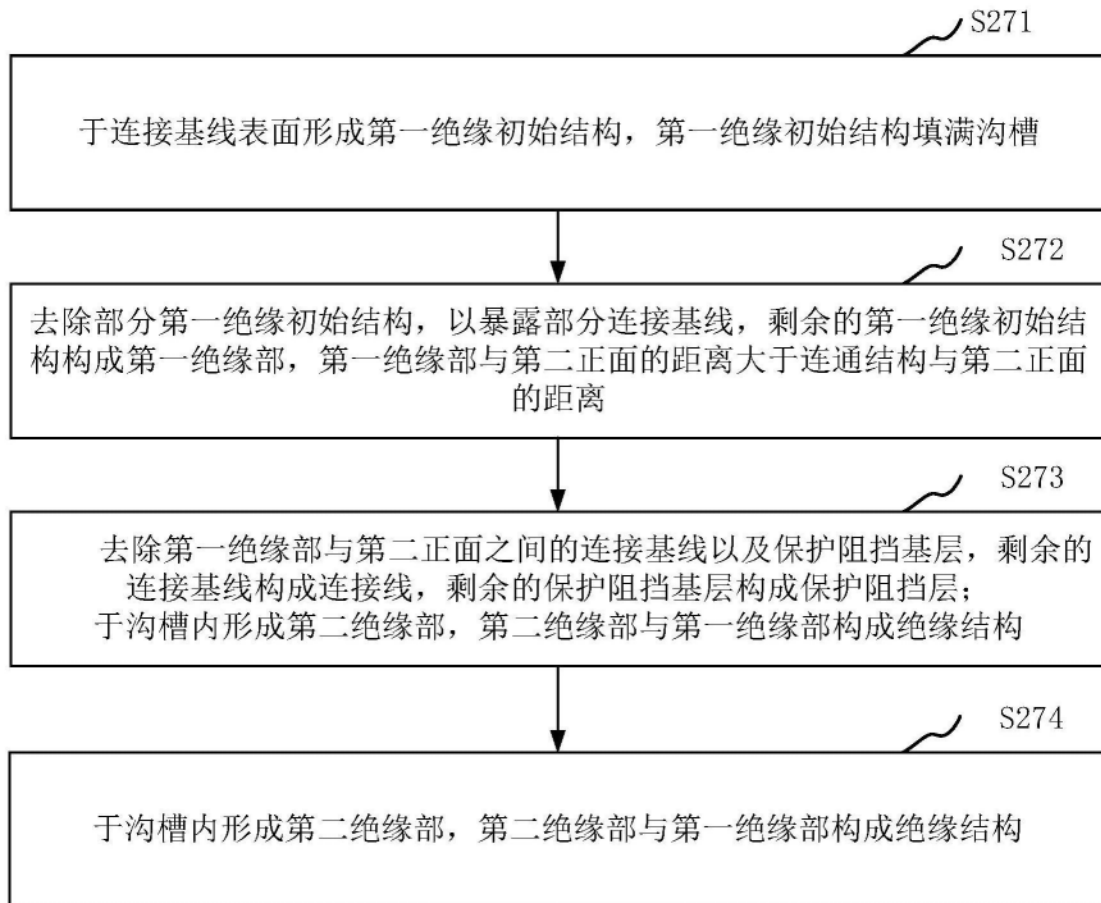 S271
于连接基线表面形成第一绝缘初始结构，第一绝缘初始结构填满沟槽
S272
去除部分第一绝缘初始结构，以暴露部分连接基线，剩余的第一绝缘初始结
构构成第一绝缘部，第一绝缘部与第二正面的距离大于连通结构与第二正面
的距离
S273
去除第一绝缘部与第二正面之间的连接基线以及保护阻挡基层，剩余的
连接基线构成连接线，剩余的保护阻挡基层构成保护阻挡层；
于沟槽内形成第二绝缘部，第二绝缘部与第一绝缘部构成绝缘结构
S274
于沟槽内形成第二绝缘部，第二绝缘部与第一绝缘部构成绝缘结构